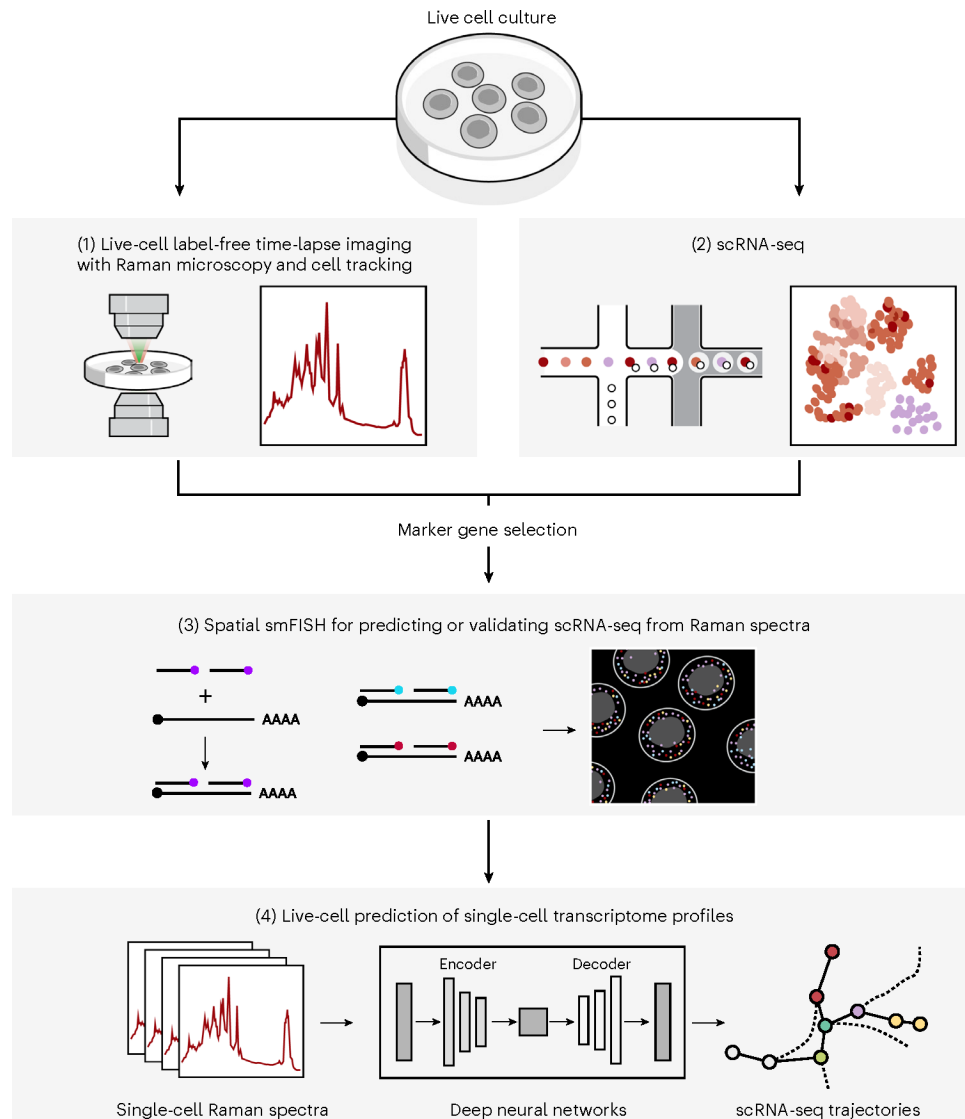 Live cell culture
(1) Live-cell label-free time-lapse imaging
with Raman microscopy and cell tracking
(2) scRNA-seq
Marker gene selection
(3) Spatial smFISH for predicting or validating scRNA-seq from Raman spectra
+
AAAA
AAAA
AAAA
AAAA
(4) Live-cell prediction of single-cell transcriptome profiles
Encoder
Decoder
Single-cell Raman spectra
Deep neural networks
scRNA-seq trajectories